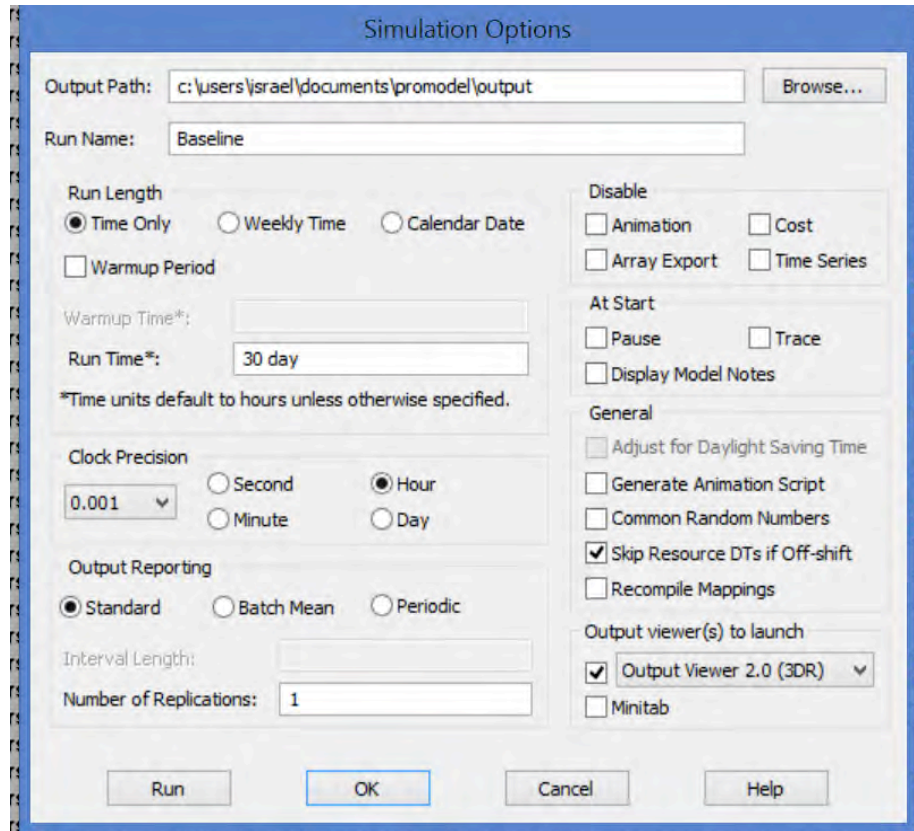 Simulation Options
Output Path: c:\users\israel\documents\promodel\output Browse...
Run Name: Baseline
Run Length
Time Only Weekly Time Calendar Date
Warmup Period
Warmup Time*:
Run Time*: 30 day
*Time units default to hours unless otherwise specified.
Clock Precision
0.001
Second Hour
Minute Day
Output Reporting
Standard Batch Mean Periodic
Interval Length:
Number of Replications: 1
Disable
Animation Cost
Array Export Time Series
At Start
Pause Trace
Display Model Notes
General
Adjust for Daylight Saving Time
Generate Animation Script
Common Random Numbers
Skip Resource DTs if Off-shift
Recompile Mappings
Output viewer(s) to launch
Output Viewer 2.0 (3DR)
Minitab
Run OK Cancel Help